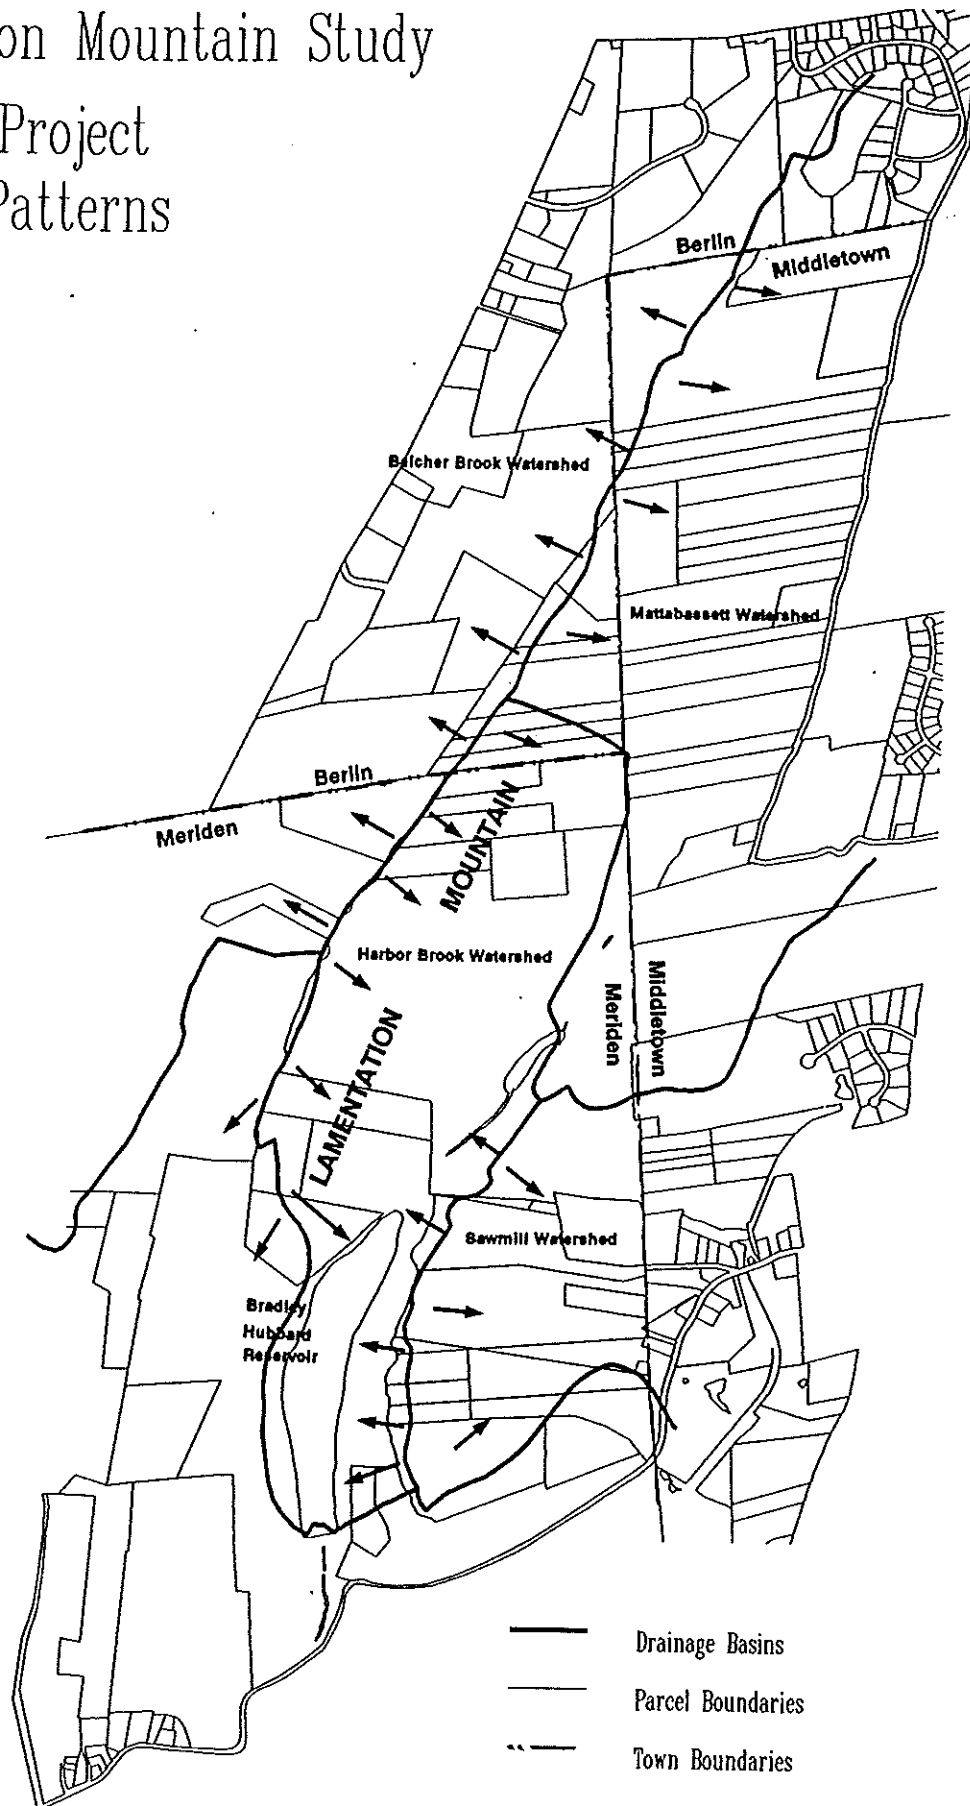 on Mountain Study
Project
Patterns
Berlin
Middletown
Belcher Brook Watershed
Mattabassett Watershed
Berlin
Meriden
MOUNTAIN
Harbor Brook Watershed
Meriden
Middletown
LAMENTATION
Sawmill Watershed
Bradley
Hubbard
Reservoir
Drainage Basins
Parcel Boundaries
Town Boundaries